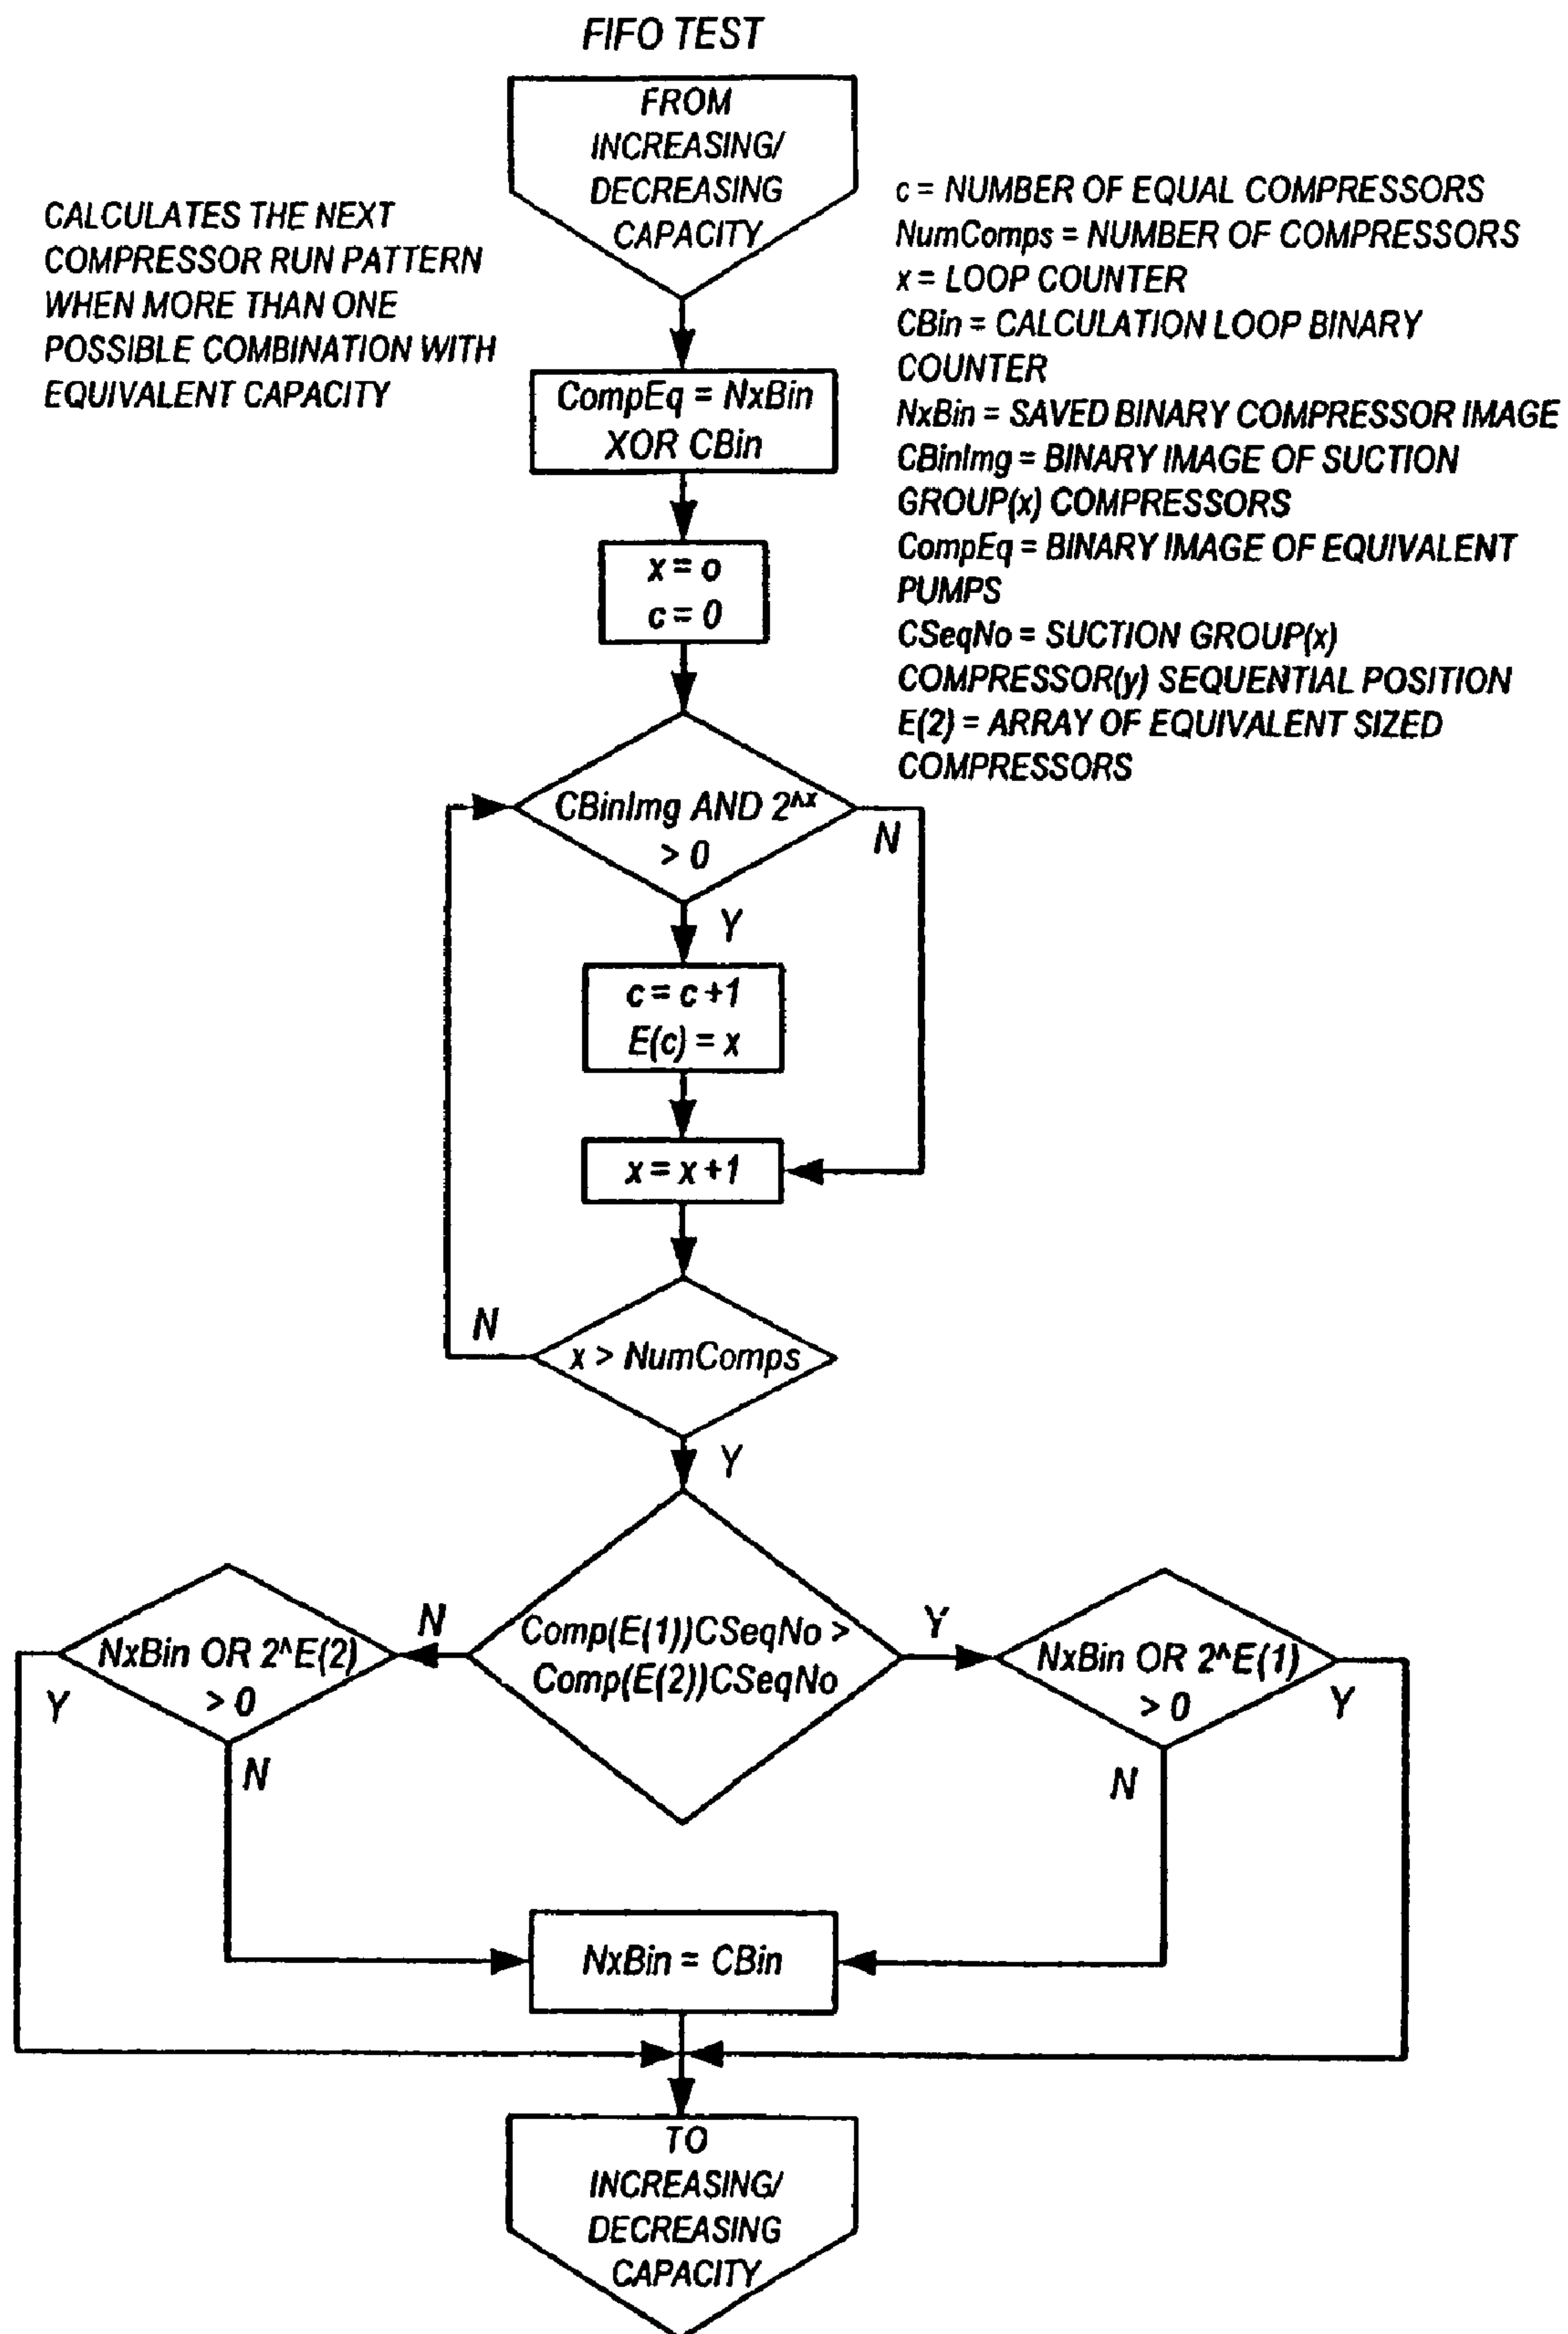 FIFO TEST
FROM
INCREASING/
DECREASING
CAPACITY
CALCULATES THE NEXT
COMPRESSOR RUN PATTERN
WHEN MORE THAN ONE
POSSIBLE COMBINATION WITH
EQUIVALENT CAPACITY
c = NUMBER OF EQUAL COMPRESSORS
NumComps = NUMBER OF COMPRESSORS
x = LOOP COUNTER
CBin = CALCULATION LOOP BINARY
COUNTER
NxBin = SAVED BINARY COMPRESSOR IMAGE
CBinImg = BINARY IMAGE OF SUCTION
GROUP(x) COMPRESSORS
CompEq = BINARY IMAGE OF EQUIVALENT
PUMPS
CSeqNo = SUCTION GROUP(x)
COMPRESSOR(y) SEQUENTIAL POSITION
E(2) = ARRAY OF EQUIVALENT SIZED
COMPRESSORS
CompEq = NxBin
XOR CBin
x = o
c = 0
CBinImg AND 2^x
> 0
N
Y
c = c +1
E(c) = x
x = x +1
N
x > NumComps
Y
Comp(E(1))CSeqNo >
Comp(E(2))CSeqNo
N
Y
NxBin OR 2^E(2)
> 0
Y
N
NxBin OR 2^E(1)
> 0
Y
N
NxBin = CBin
TO
INCREASING/
DECREASING
CAPACITY